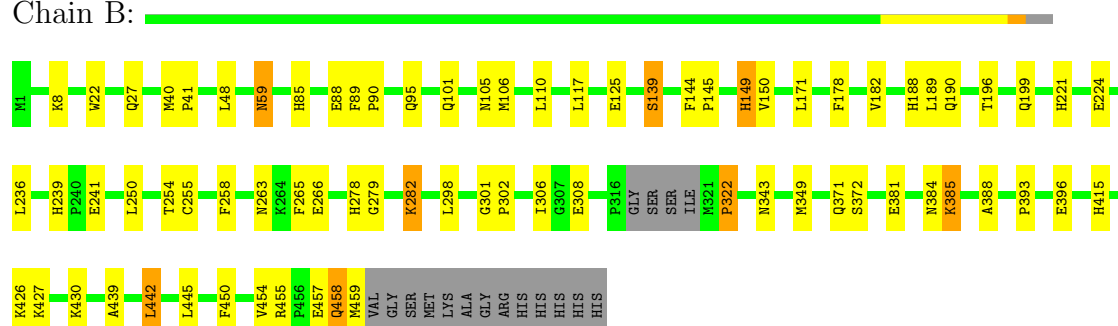 Chain B:
M1 K8 W22 Q27 M40 P41 L48 N59 H85 E88 F89 P90 Q95 Q101 N105 M106 L110 L117 E125 S139 F144 P145 H149 V150 L171 F178 V182 H188 L189 Q190 T196 Q199 H221 E224
L236 H239 P240 E241 L250 T254 C255 F258 N263 K264 F265 E266 H278 G279 K282 L298 G301 P302 I306 G307 E308 P316 GLY SER SER ILE M321 P322 N343 M349 Q371 S372 E381 N384 K385 A388 P393 E396 H415
K426 K427 K430 A439 L442 L445 F450 V454 R455 P456 E457 Q458 M459 VAL GLY SER MET LYS ALA GLY ARG HIS HIS HIS HIS HIS